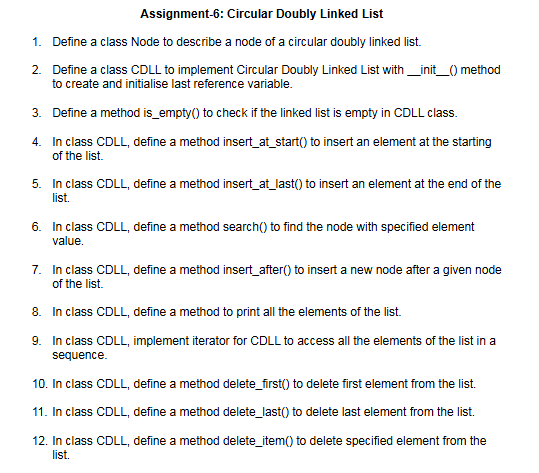 Assignment-6: Circular Doubly Linked List
1. Define a class Node to describe a node of a circular doubly linked list.
2. Define a class CDLL to implement Circular Doubly Linked List with __init__() method
to create and initialise last reference variable.
3. Define a method is_empty() to check if the linked list is empty in CDLL class.
4. In class CDLL, define a method insert_at_start() to insert an element at the starting
of the list.
5. In class CDLL, define a method insert_at_last() to insert an element at the end of the
list.
6. In class CDLL, define a method search() to find the node with specified element
value.
7. In class CDLL, define a method insert_after() to insert a new node after a given node
of the list.
8. In class CDLL, define a method to print all the elements of the list.
9. In class CDLL, implement iterator for CDLL to access all the elements of the list in a
sequence.
10. In class CDLL, define a method delete_first() to delete first element from the list.
11. In class CDLL, define a method delete_last() to delete last element from the list.
12. In class CDLL, define a method delete_item() to delete specified element from the
list.